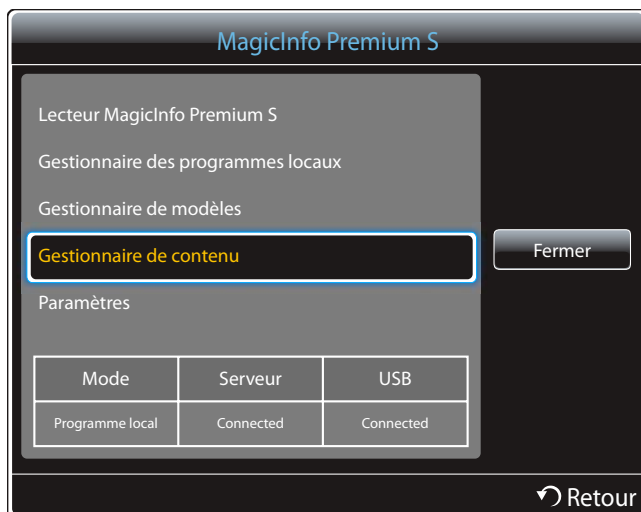 MagicInfo Premium S
Lecteur MagicInfo Premium S
Gestionnaire des programmes locaux
Gestionnaire de modèles
Gestionnaire de contenu
Fermer
Paramètres
Mode Serveur USB
Programme local Connected Connected
Retour